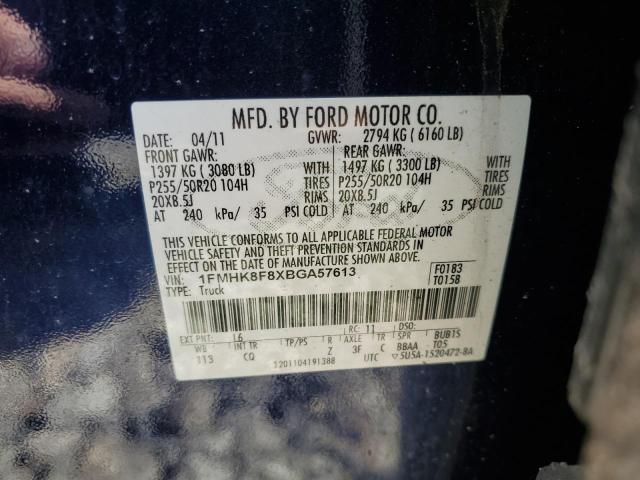 MFD. BY FORD MOTOR CO.
DATE: 04/11 GVWR: 2794 KG ( 6160 LB)
FRONT GAWR: REAR GAWR:
1397 KG ( 3080 LB) 1497 KG ( 3300 LB)
P255/50R20 104H TIRES P255/50R20 104H TIRES
20X8.5J RIMS 20X8.5J RIMS
AT 240 kPa/ 35 PSI COLD AT 240 kPa/ 35 PSI COLD
THIS VEHICLE CONFORMS TO ALL APPLICABLE FEDERAL MOTOR
VEHICLE SAFETY AND THEFT PREVENTION STANDARDS IN
EFFECT ON THE DATE OF MANUFACTURE SHOWN ABOVE.
VIN: 1FMHK8F8XBGA57613 F0183
TYPE: Truck T0158
EXT PNT: L6 RC: 11 DSO:
WB INT TR TP/PS R AXLE TR SPR BUB1S
113 CQ Z 3F C BBAA T05
1201104191388 UTC ▽5U5A-1520472-8A